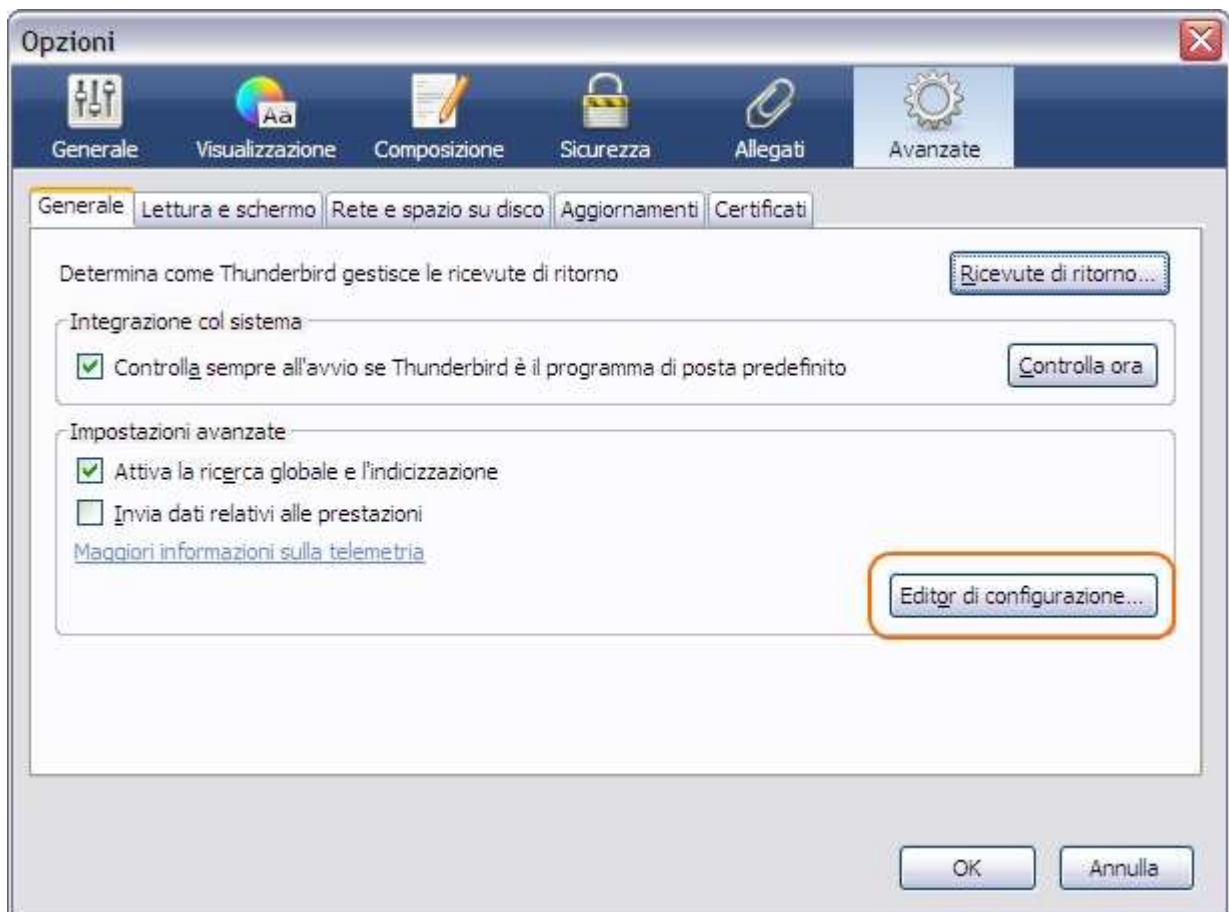 Opzioni
Generale Visualizzazione Composizione Sicurezza Allegati Avanzate
Generale Lettura e schermo Rete e spazio su disco Aggiornamenti Certificati
Determina come Thunderbird gestisce le ricevute di ritorno Ricevute di ritorno...
Integrazione col sistema
Controlla sempre all'avvio se Thunderbird è il programma di posta predefinito Controlla ora
Impostazioni avanzate
Attiva la ricerca globale e l'indicizzazione
Invia dati relativi alle prestazioni
Maggiori informazioni sulla telemetria
Editor di configurazione...
OK Annulla